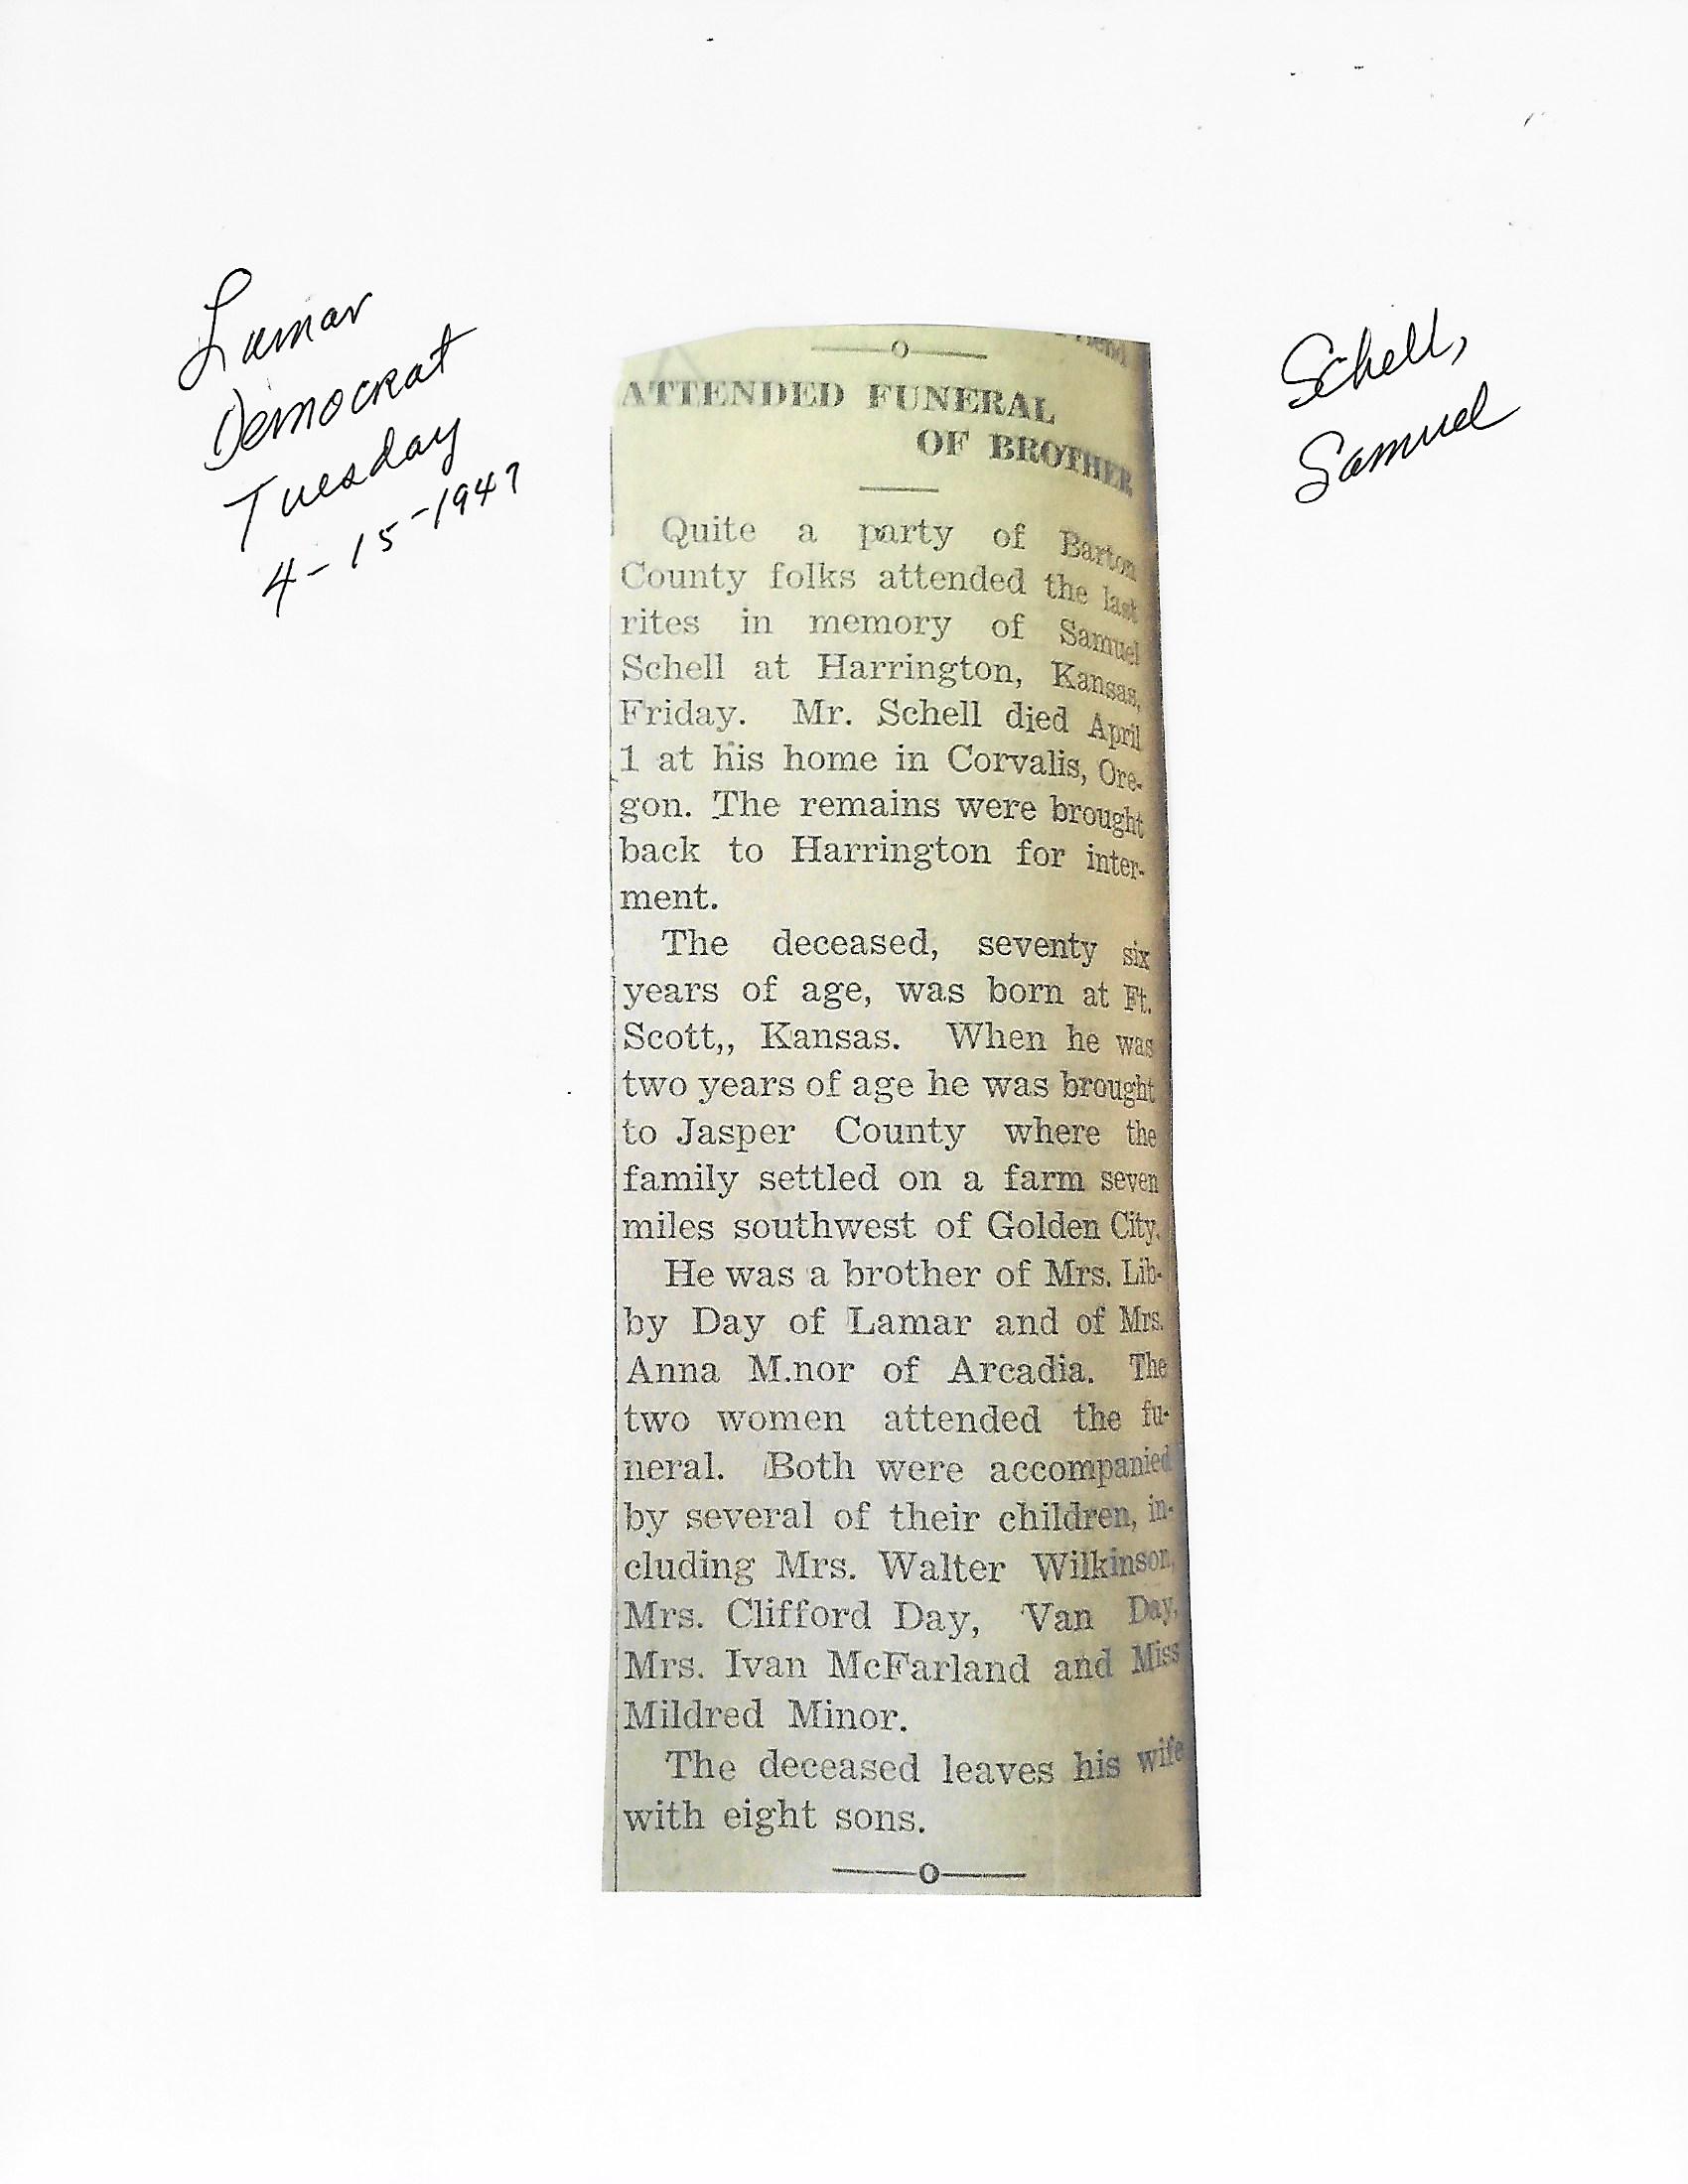 Lamar
Democrat
Tuesday
4-15-1947
Schell,
Samuel
ATTENDED FUNERAL
OF BROTHER
Quite a party of Barton
County folks attended the last
rites in memory of Samuel
Schell at Harrington, Kansas,
Friday. Mr. Schell died April
1 at his home in Corvalis, Ore-
gon. The remains were brought
back to Harrington for inter-
ment.
The deceased, seventy six
years of age, was born at Ft.
Scott,, Kansas. When he was
two years of age he was brought
to Jasper County where the
family settled on a farm seven
miles southwest of Golden City.
He was a brother of Mrs. Lib-
by Day of Lamar and of Mrs.
Anna M.nor of Arcadia. The
two women attended the fu-
neral. Both were accompanied
by several of their children, in-
cluding Mrs. Walter Wilkinson,
Mrs. Clifford Day, Van Day,
Mrs. Ivan McFarland and Miss
Mildred Minor.
The deceased leaves his wife
with eight sons.